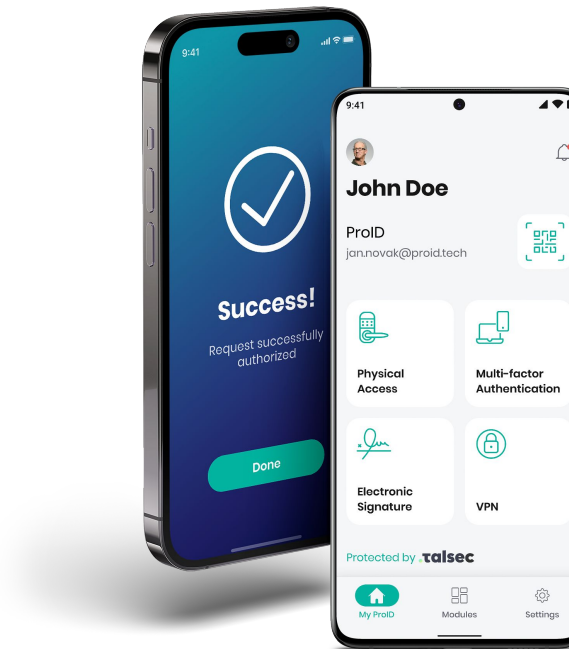 9:41
Success!
Request successfully
authorized
Done
9:41
John Doe
ProID
jan.novak@proid.tech
Physical
Access
Multi-factor
Authentication
Electronic
Signature
VPN
Protected by talsec
My ProID
Modules
Settings